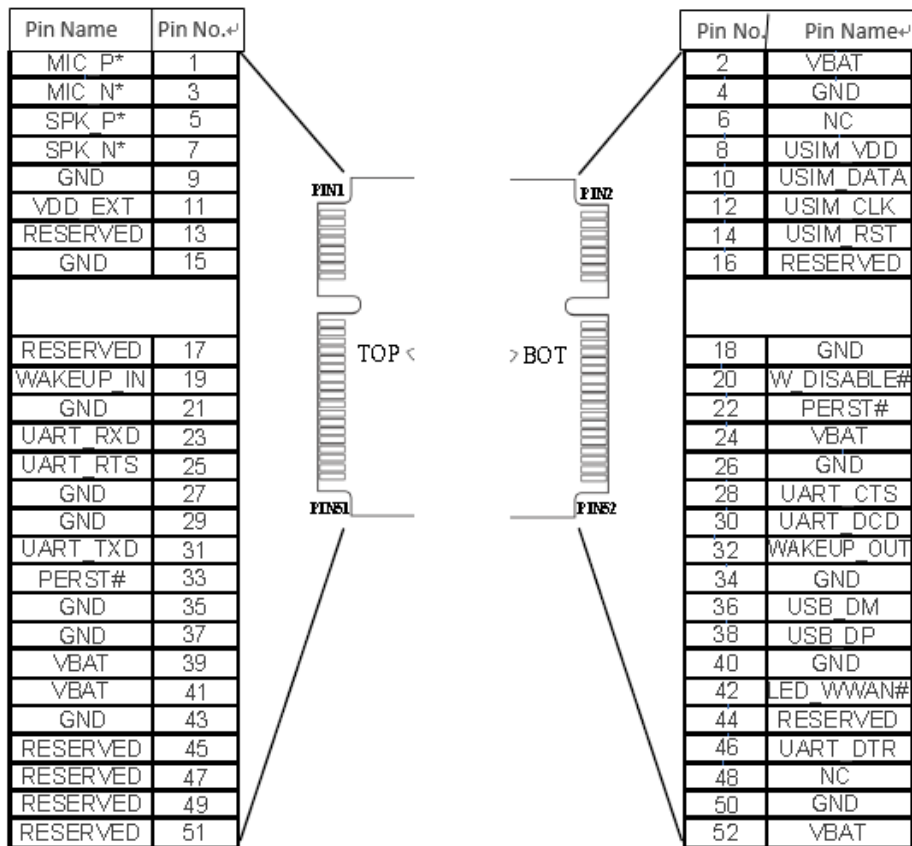 Pin Name Pin No.↵
MIC_P* 1
MIC_N* 3
SPK_P* 5
SPK_N* 7
GND 9
VDD_EXT 11
RESERVED 13
GND 15
RESERVED 17
WAKEUP_IN 19
GND 21
UART_RXD 23
UART_RTS 25
GND 27
GND 29
UART_TXD 31
PERST# 33
GND 35
GND 37
VBAT 39
VBAT 41
GND 43
RESERVED 45
RESERVED 47
RESERVED 49
RESERVED 51
PIN1
TOP
PIN51
PIN2
BOT
PIN52
Pin No. Pin Name↵
2 VBAT
4 GND
6 NC
8 USIM_VDD
10 USIM_DATA
12 USIM_CLK
14 USIM_RST
16 RESERVED
18 GND
20 W_DISABLE#
22 PERST#
24 VBAT
26 GND
28 UART_CTS
30 UART_DCD
32 WAKEUP_OUT
34 GND
36 USB_DM
38 USB_DP
40 GND
42 LED_WWAN#
44 RESERVED
46 UART_DTR
48 NC
50 GND
52 VBAT